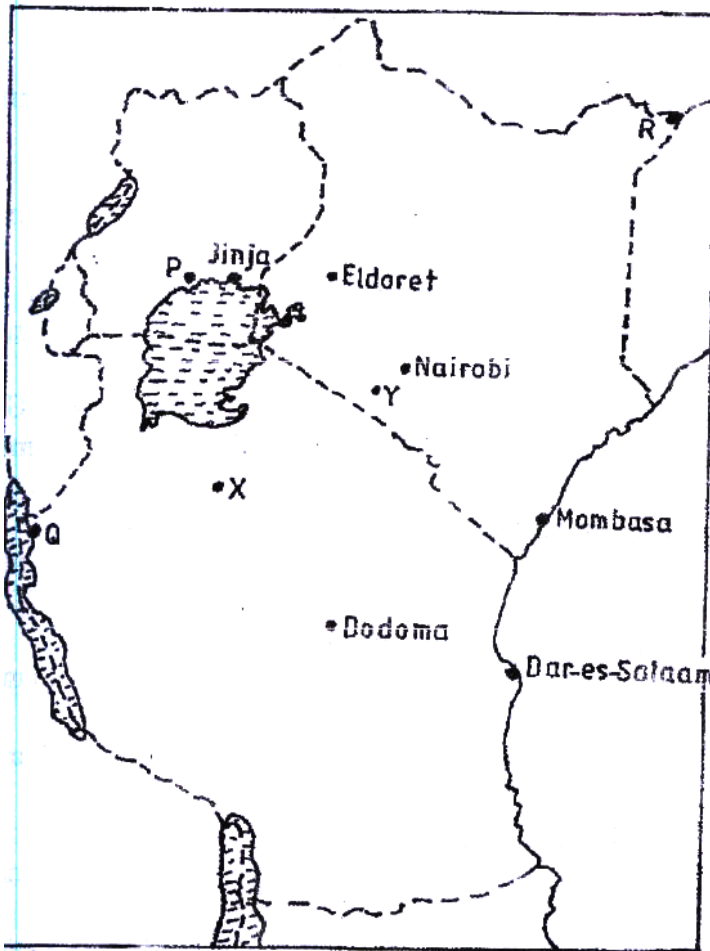 R
P
Jinja
Eldoret
Nairobi
Y
X
Q
Mombasa
Dodoma
Dar-es-Salaam